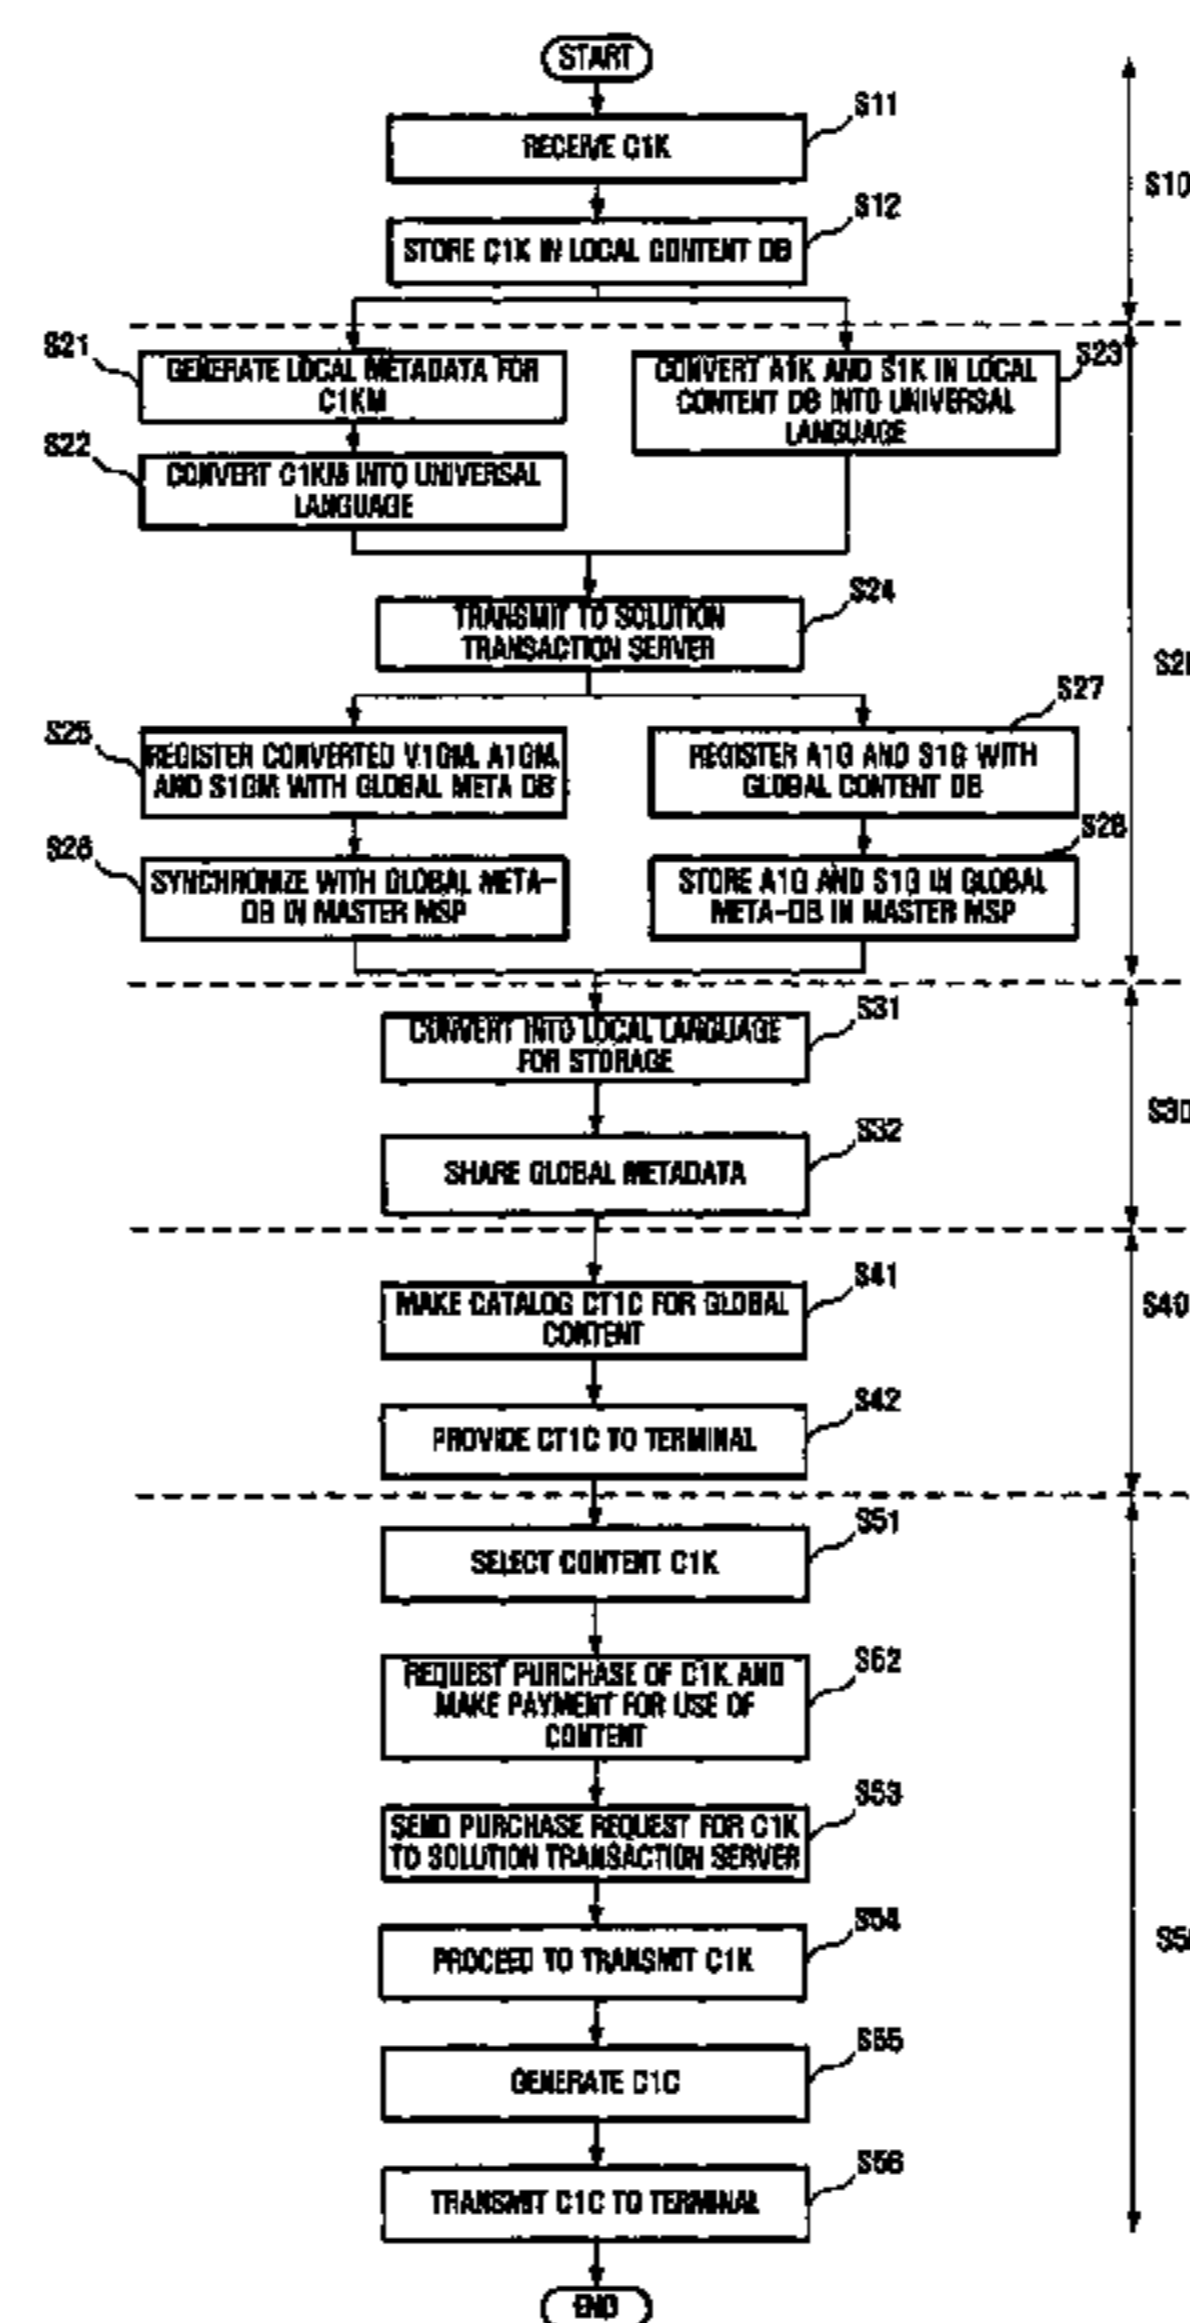 START
S11
RECEIVE C1K
S10
S12
STORE C1K IN LOCAL CONTENT DB
S21
GENERATE LOCAL METADATA FOR
C1KM
S23
CONVERT A1K AND S1K IN LOCAL
CONTENT DB INTO UNIVERSAL
LANGUAGE
S22
CONVERT C1KM INTO UNIVERSAL
LANGUAGE
S24
TRANSMIT TO SOLUTION
TRANSACTION SERVER
S25
REGISTER CONVERTED V1GM, A1GM,
AND S1GM WITH GLOBAL META DB
S27
REGISTER A1G AND S1G WITH
GLOBAL CONTENT DB
S26
SYNCHRONIZE WITH GLOBAL META-
DB IN MASTER MSP
S28
STORE A1G AND S1G IN GLOBAL
META-DB IN MASTER MSP
S31
CONVERT INTO LOCAL LANGUAGE
FOR STORAGE
S30
S32
SHARE GLOBAL METADATA
S41
MAKE CATALOG CT1C FOR GLOBAL
CONTENT
S40
S42
PROVIDE CT1C TO TERMINAL
S51
SELECT CONTENT C1K
S52
REQUEST PURCHASE OF C1K AND
MAKE PAYMENT FOR USE OF
CONTENT
S53
SEND PURCHASE REQUEST FOR C1K
TO SOLUTION TRANSACTION SERVER
S54
PROCEED TO TRANSMIT C1K
S55
GENERATE C1C
S56
TRANSMIT C1C TO TERMINAL
END